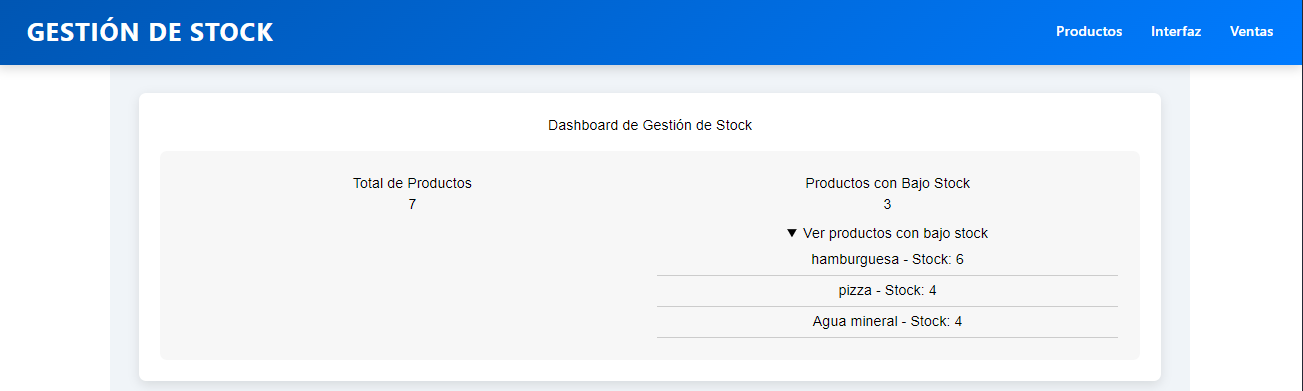 GESTIÓN DE STOCK
Productos Interfaz Ventas
Dashboard de Gestión de Stock
Total de Productos
7
Productos con Bajo Stock
3
▼ Ver productos con bajo stock
hamburguesa - Stock: 6
pizza - Stock: 4
Agua mineral - Stock: 4